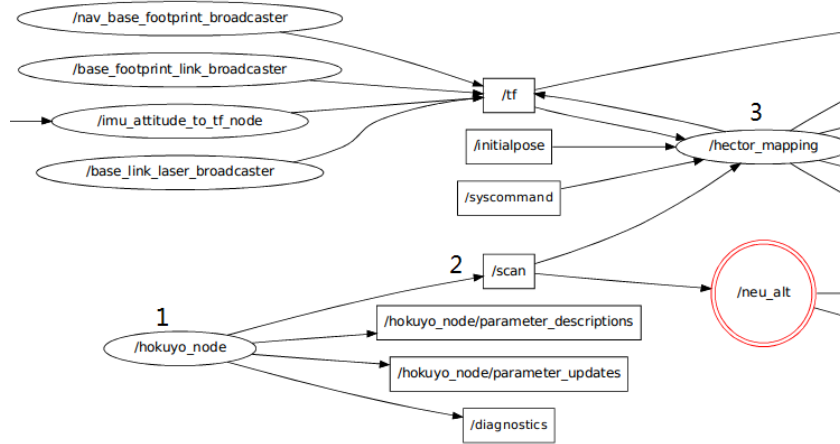 /nav_base_footprint_broadcaster
/base_footprint_link_broadcaster
/tf
/imu_attitude_to_tf_node
3
/initialpose
/hector_mapping
/base_link_laser_broadcaster
/syscommand
2
/scan
/neu_alt
1
/hokuyo_node/parameter_descriptions
/hokuyo_node
/hokuyo_node/parameter_updates
/diagnostics